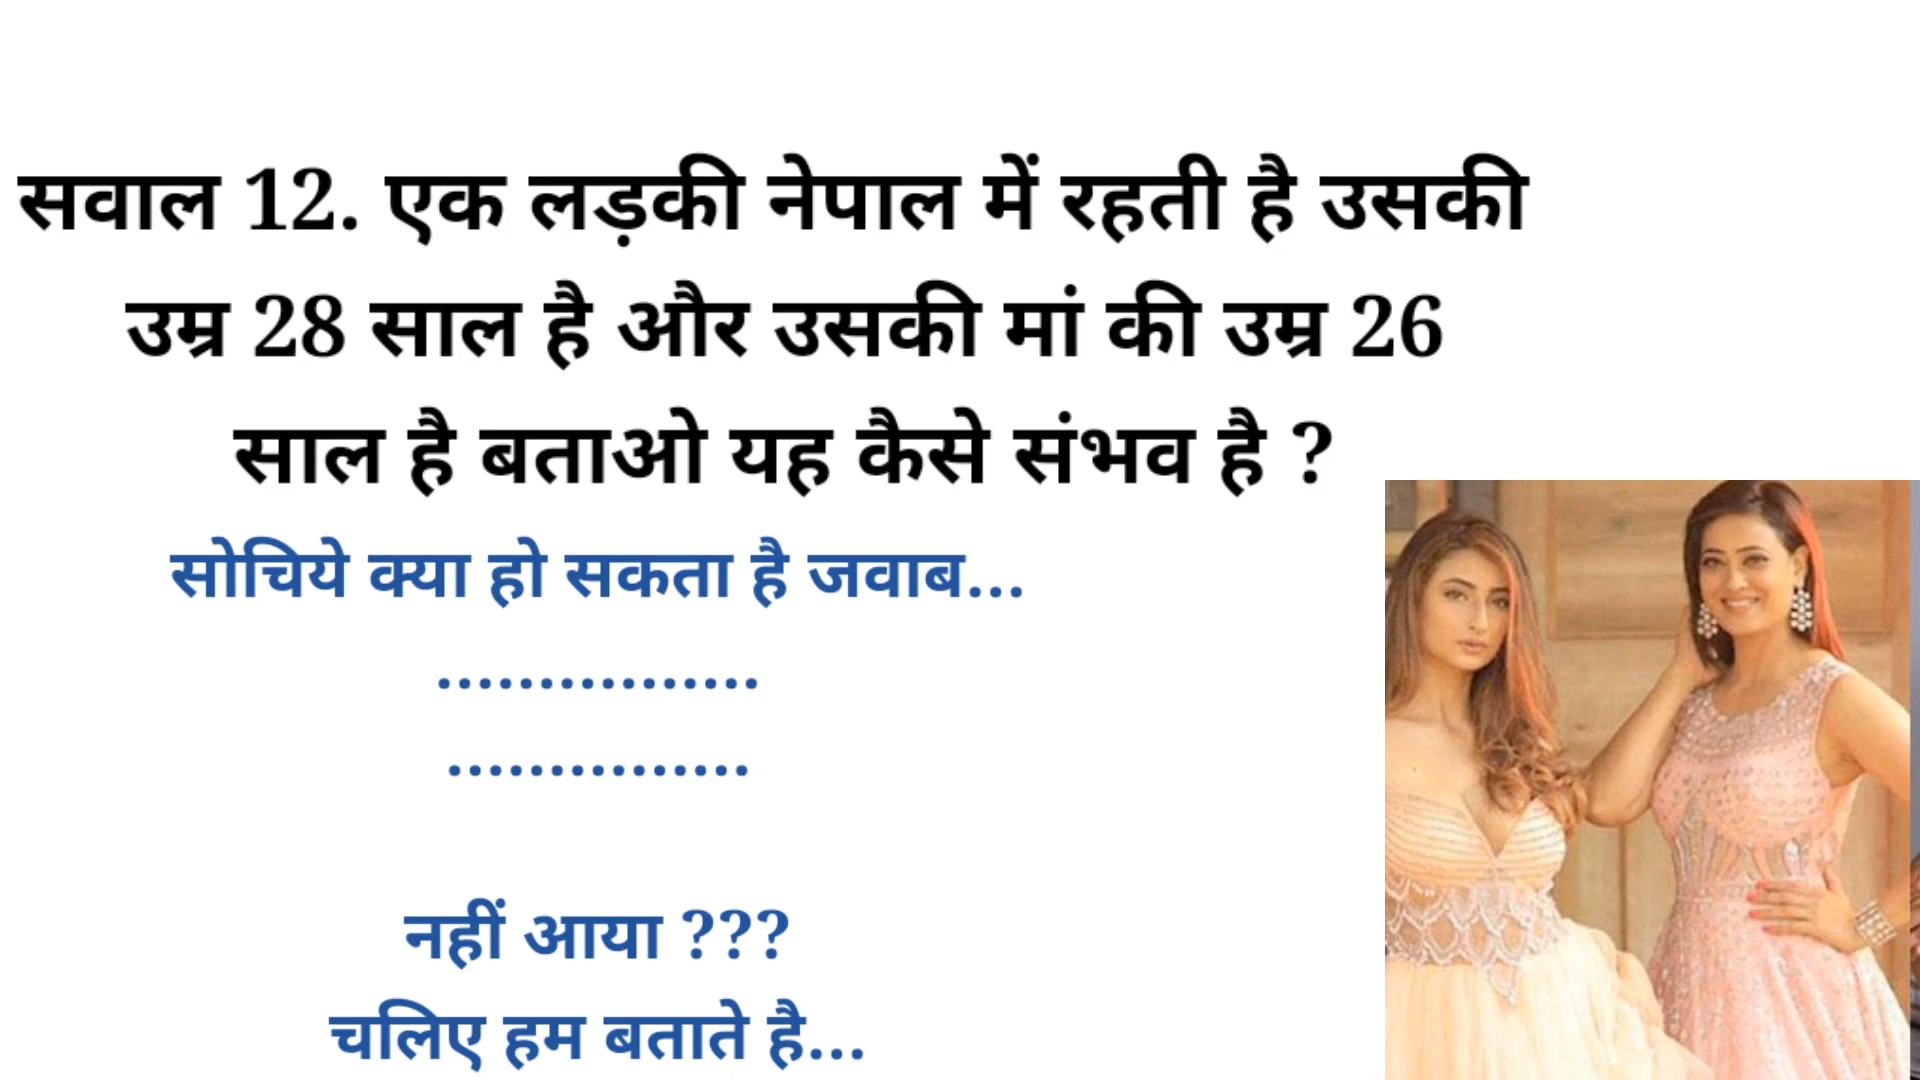 सवाल 12. एक लड़की नेपाल में रहती है उसकी
उम्र 28 साल है और उसकी मां की उम्र 26
साल है बताओ यह कैसे संभव है ?
सोचिये क्या हो सकता है जवाब...
................
...............
नहीं आया ???
चलिए हम बताते है...